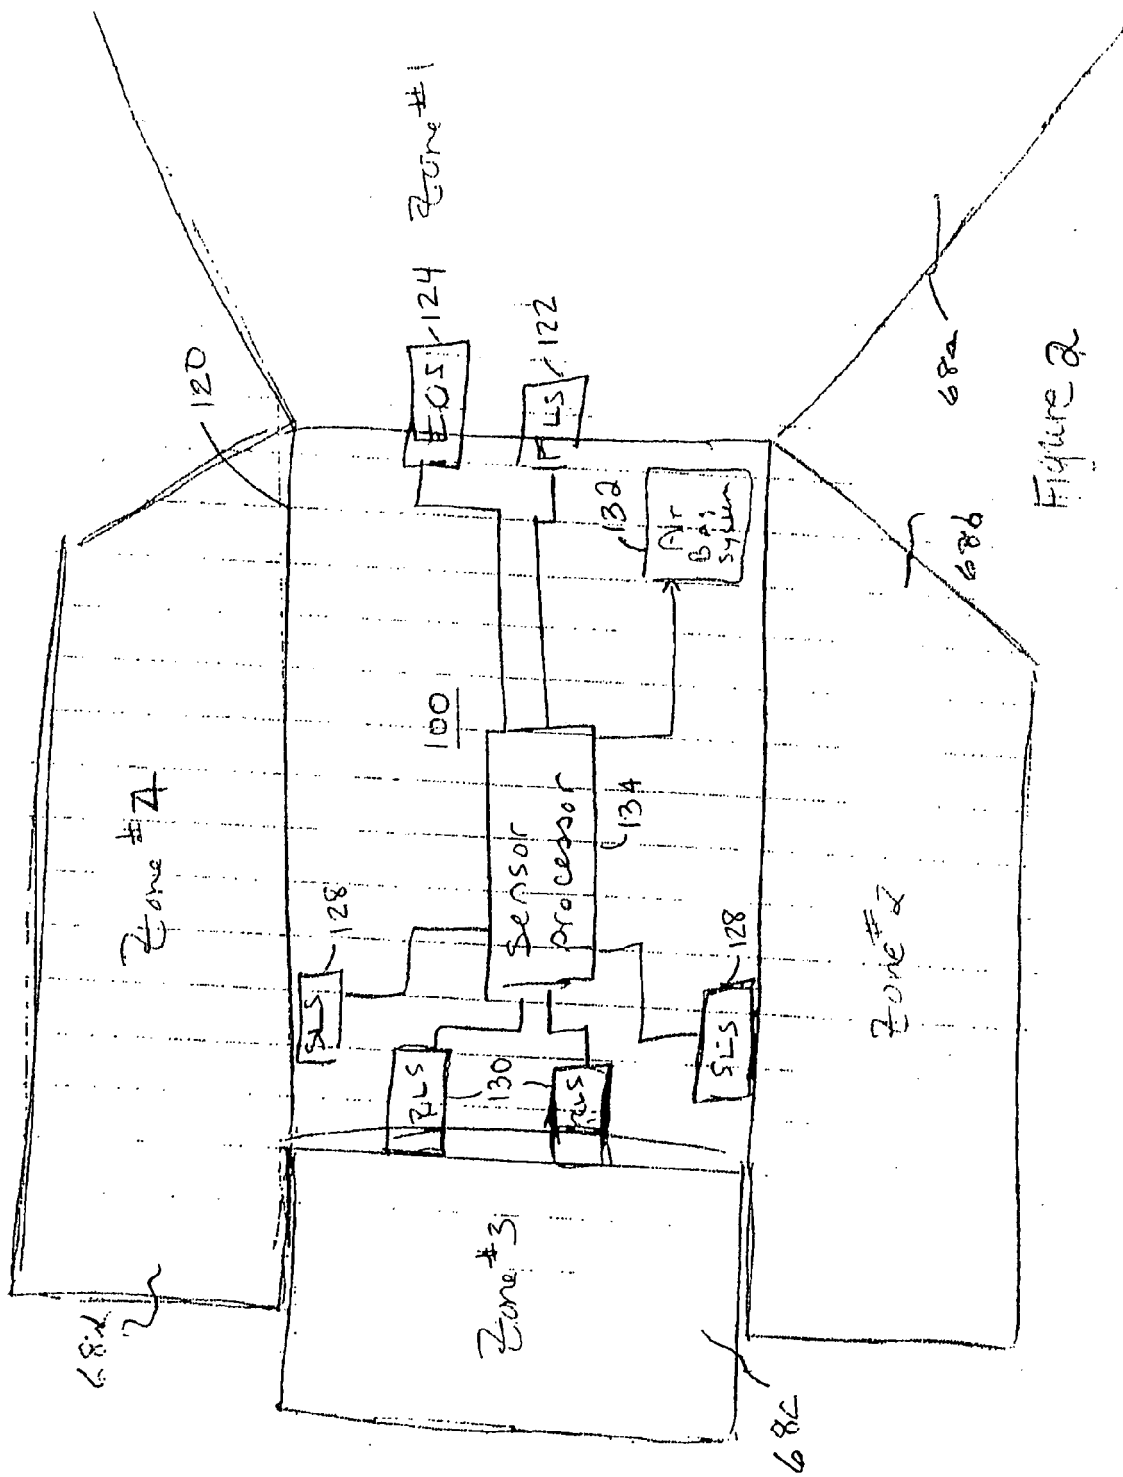 Zone #1
120
EOS
124
FLS
122
132
Air
Bag
system
68a
68b
100
Sensor
processor
134
Zone #4
SLS
128
SLS
128
Zone #2
RLS
130
RLS
Zone #3
68d
68c
Figure 2